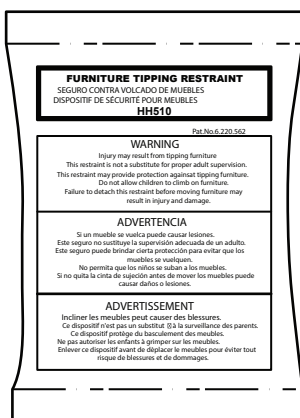 FURNITURE TIPPING RESTRAINT
SEGURO CONTRA VOLCADO DE MUEBLES
DISPOSITIF DE SÉCURITÉ POUR MEUBLES
HH510
Pat.No.6.220.562
WARNING
Injury may result from tipping furniture
This restraint is not a substitute for proper adult supervision.
This restraint may provide protection againsat tipping furniture.
Do not allow children to climb on furniture.
Failure to detach this restraint before moving furniture may
result in injury and damage.
ADVERTENCIA
Si un mueble se vuelca puede causar lesiones.
Este seguro no sustituye la supervisión adecuada de un adulto.
Este seguro puede brindar cierta protección para evitar que los
muebles se vuelquen.
No permita que los niños se suban a los muebles.
Si no quita la cinta de sujeción antes de mover los muebles puede
causar daños o lesiones.
ADVERTISSEMENT
Incliner les meubles peut causer des blessures.
Ce dispositif n'est pas un substitut à la surveillance des parents.
Ce dispositif protège du basculement des meubles.
Ne pas autoriser les enfants à grimper sur les meubles.
Enlever ce dispositif avant de déplacer le meubles pour éviter tout
risque de blessures et de dommages.